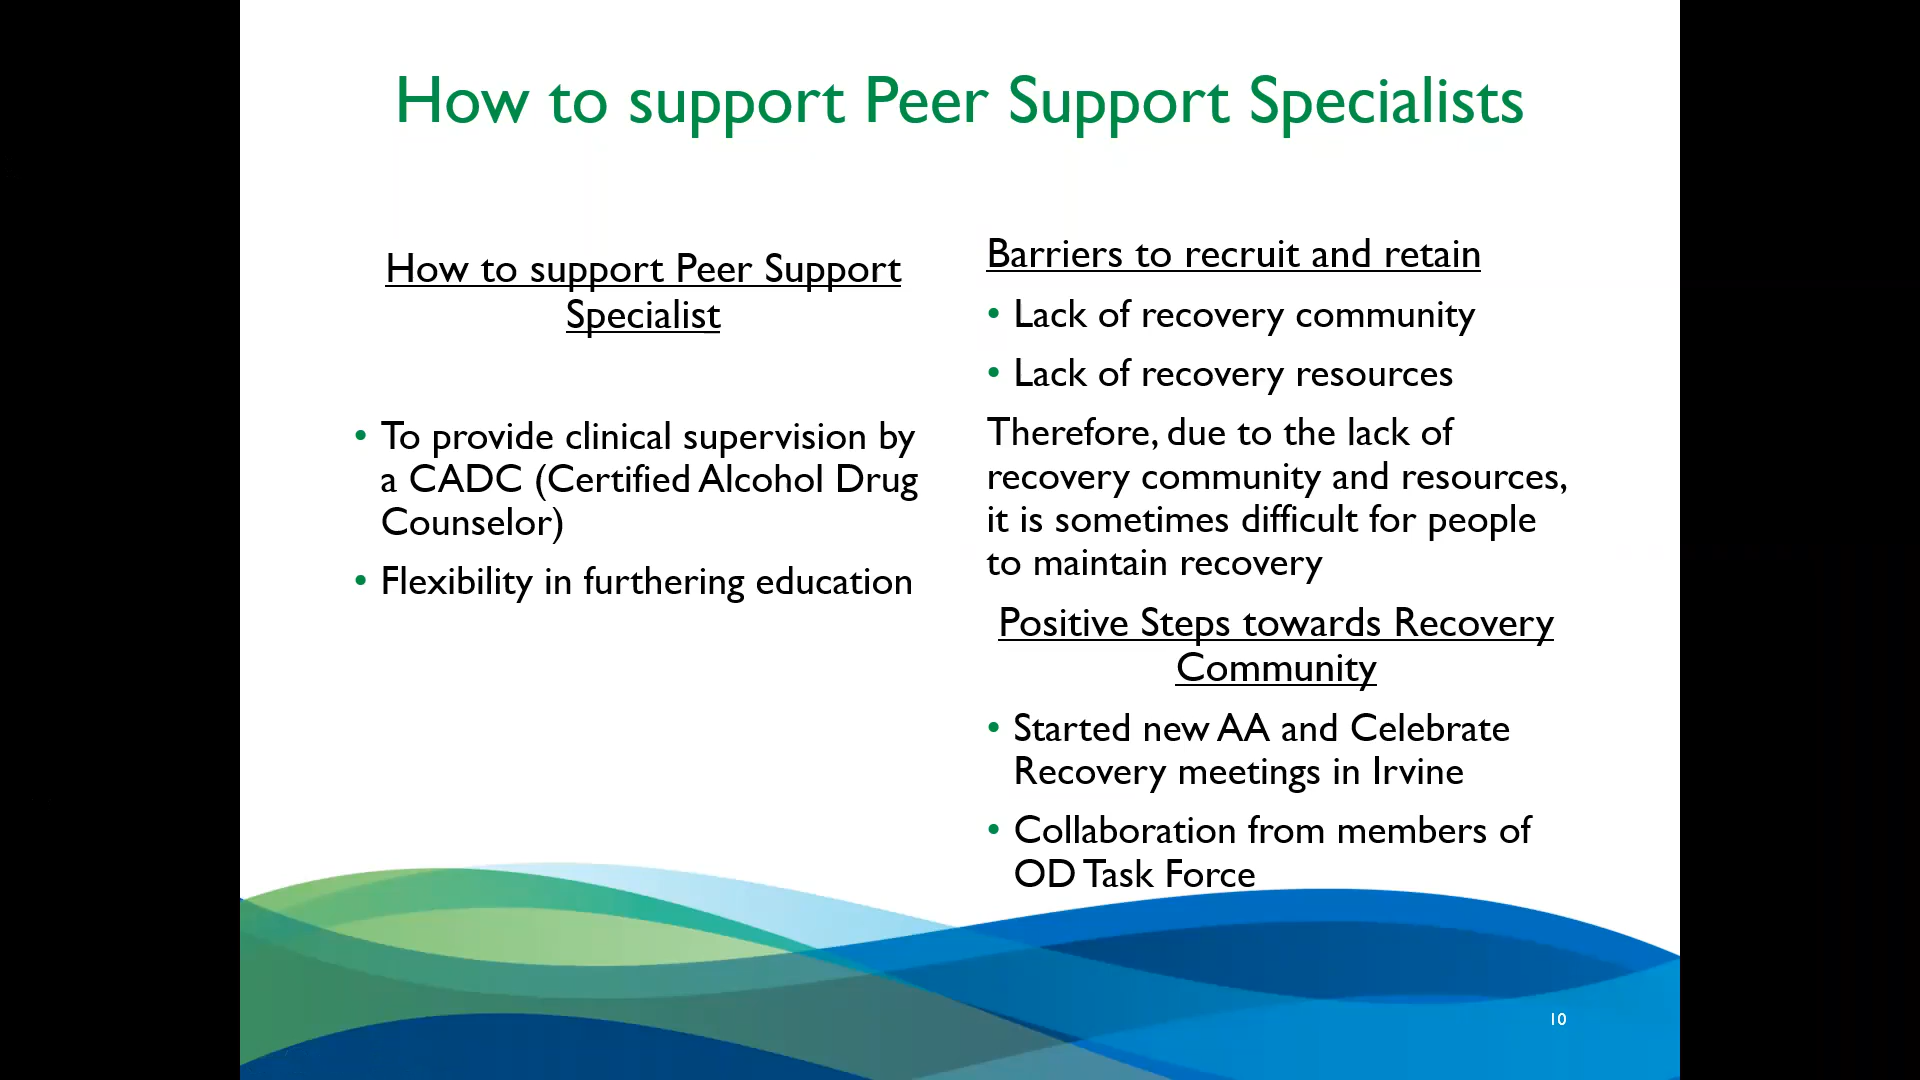 How to support Peer Support Specialists
How to support Peer Support
Specialist
• To provide clinical supervision by
a CADC (Certified Alcohol Drug
Counselor)
• Flexibility in furthering education
Barriers to recruit and retain
• Lack of recovery community
• Lack of recovery resources
Therefore, due to the lack of
recovery community and resources,
it is sometimes difficult for people
to maintain recovery
Positive Steps towards Recovery
Community
• Started new AA and Celebrate
Recovery meetings in Irvine
• Collaboration from members of
OD Task Force
10